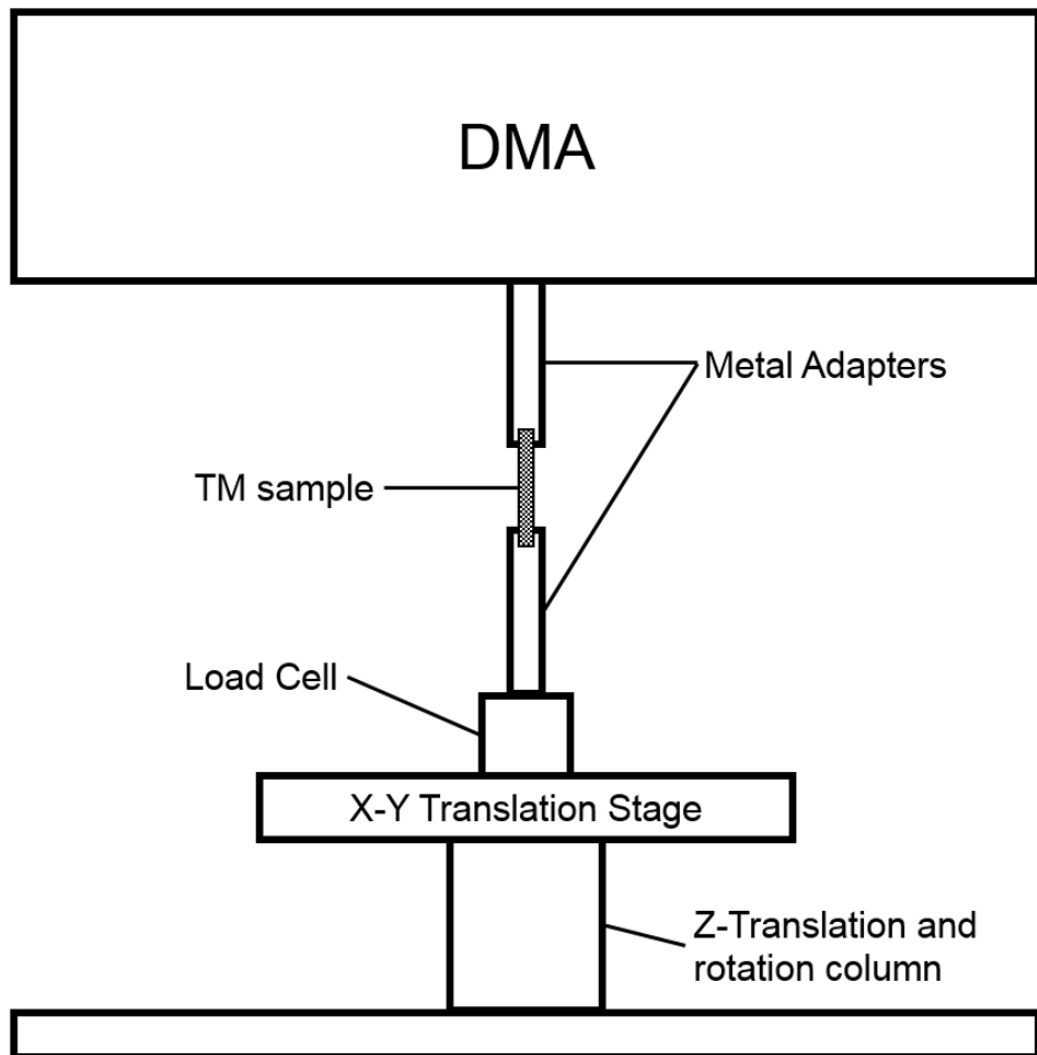 DMA
Metal Adapters
TM sample
Load Cell
X-Y Translation Stage
Z-Translation and
rotation column